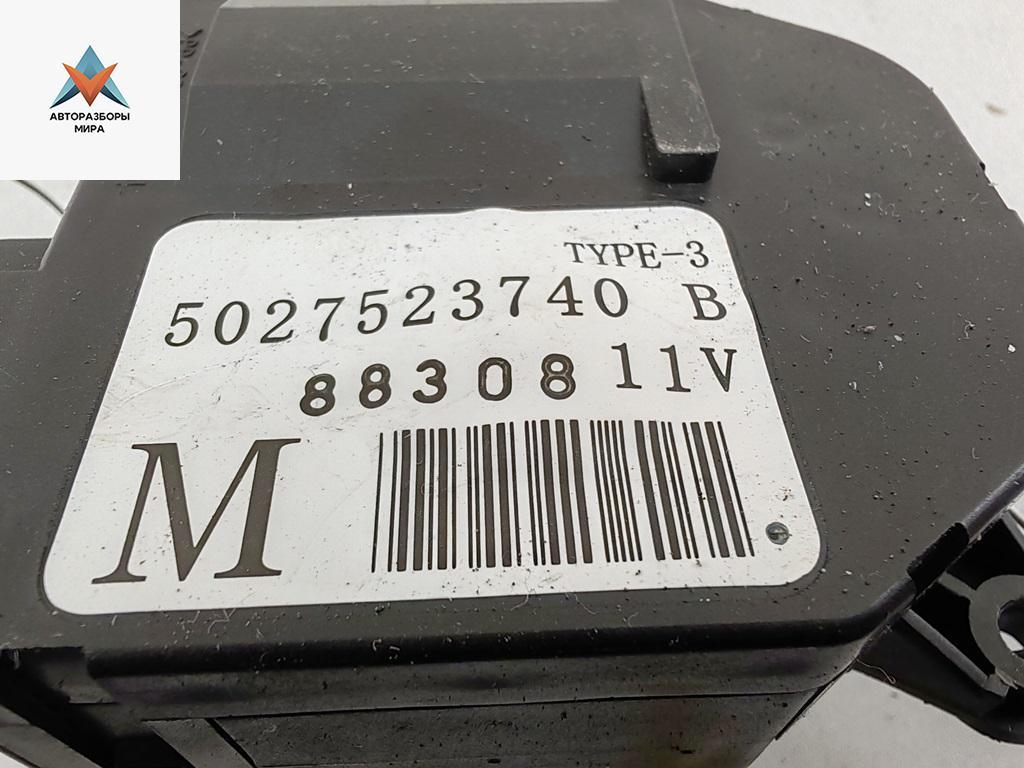 АВТОРАЗБОРЫ
МИРА
TYPE-3
5027523740 B
88308 11V
M